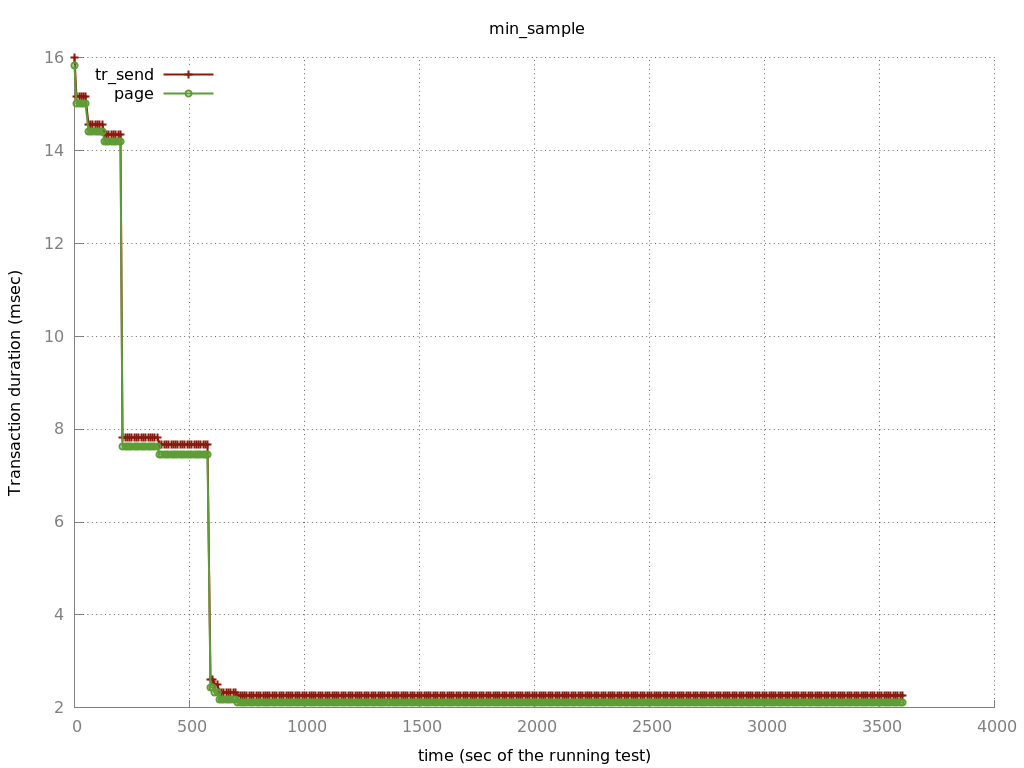 min_sample
tr_send
page
Transaction duration (msec)
16
14
12
10
8
6
4
2
0 500 1000 1500 2000 2500 3000 3500 4000
time (sec of the running test)